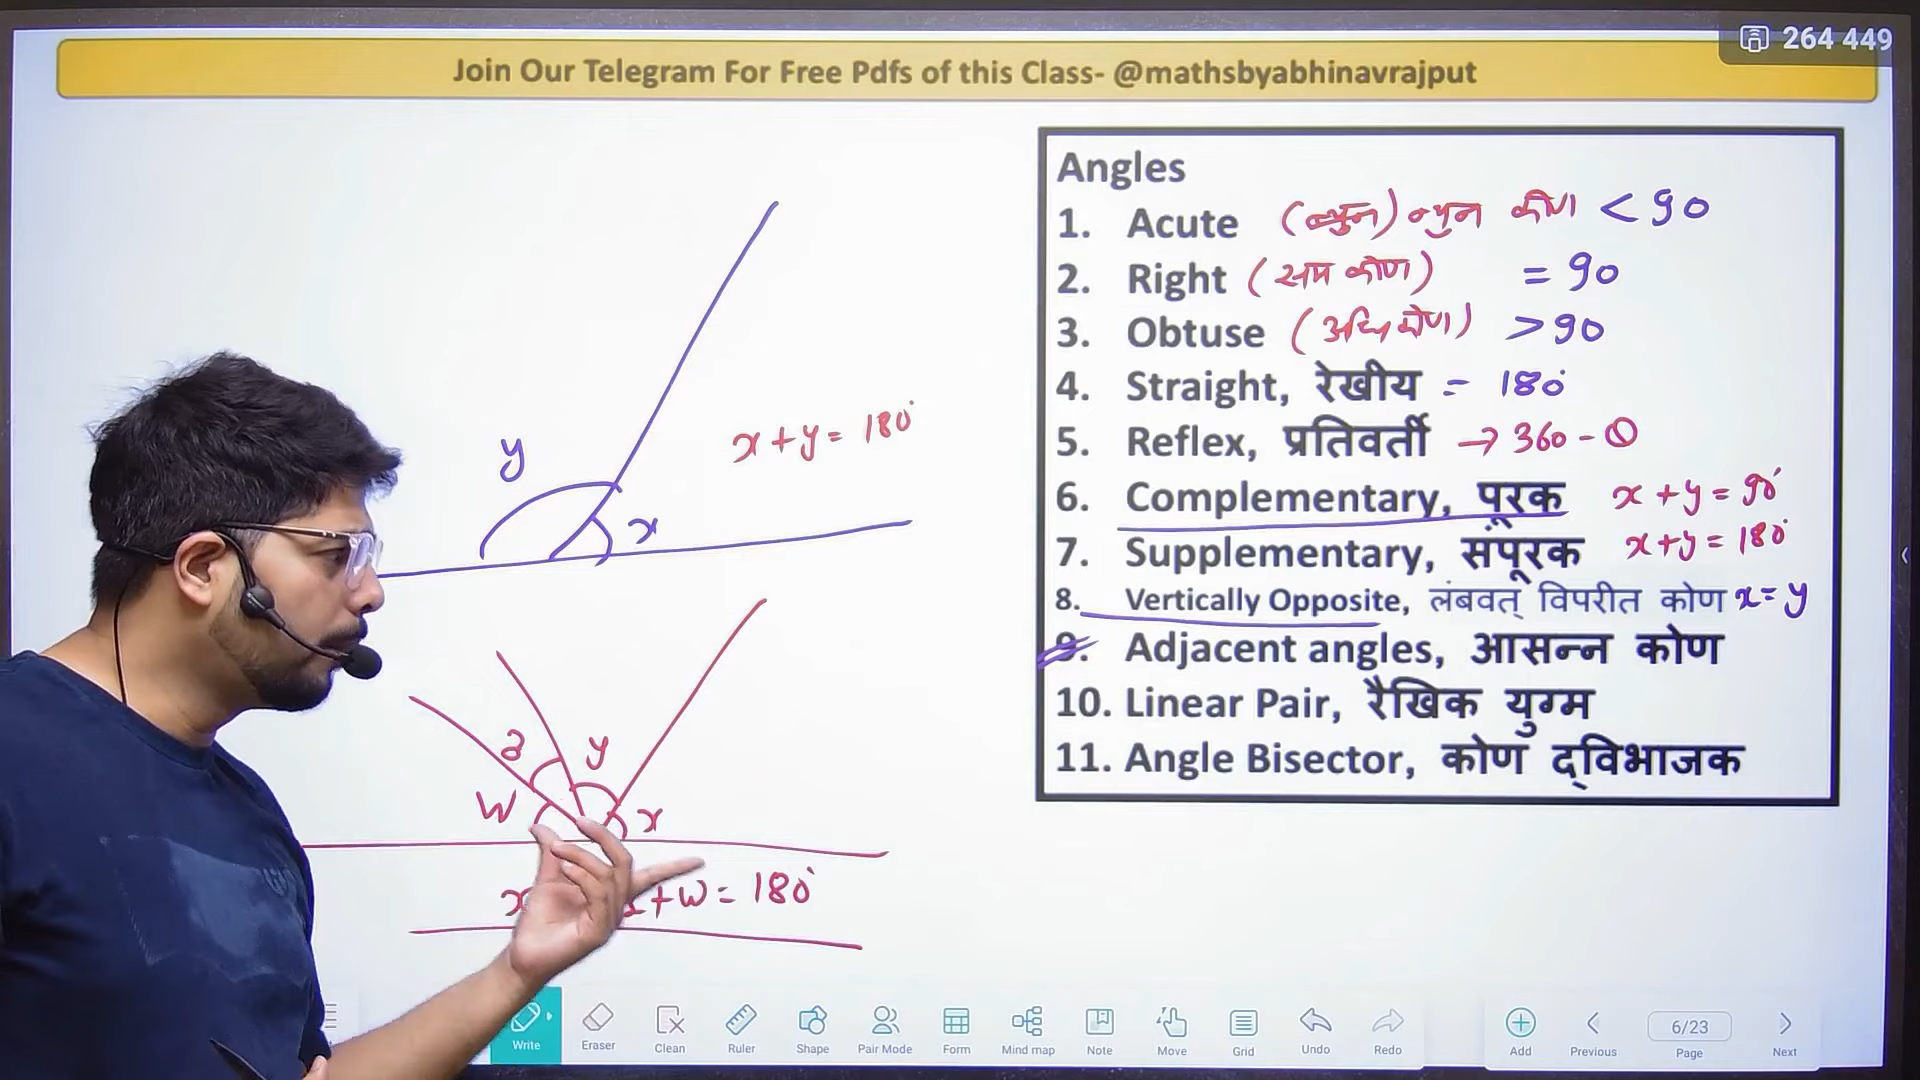 264 449
Join Our Telegram For Free Pdfs of this Class- @mathsbyabhinavrajput
Angles
1. Acute (न्युन) न्युन कोण < 90
2. Right (सम कोण) = 90
3. Obtuse (अधिक कोण) > 90
4. Straight, रेखीय = 180°
5. Reflex, प्रतिवर्ती → 360 - θ
6. Complementary, पूरक x + y = 90°
7. Supplementary, संपूरक x + y = 180°
8. Vertically Opposite, लंबवत् विपरीत कोण x = y
9. Adjacent angles, आसन्न कोण
10. Linear Pair, रैखिक युग्म
11. Angle Bisector, कोण द्विभाजक
y
x
x + y = 180°
y
W
x
x
+ W = 180°
Write
Eraser
Clean
Ruler
Shape
Pair Mode
Form
Mind map
Note
Move
Grid
Undo
Redo
Add
Previous
6/23
Page
Next